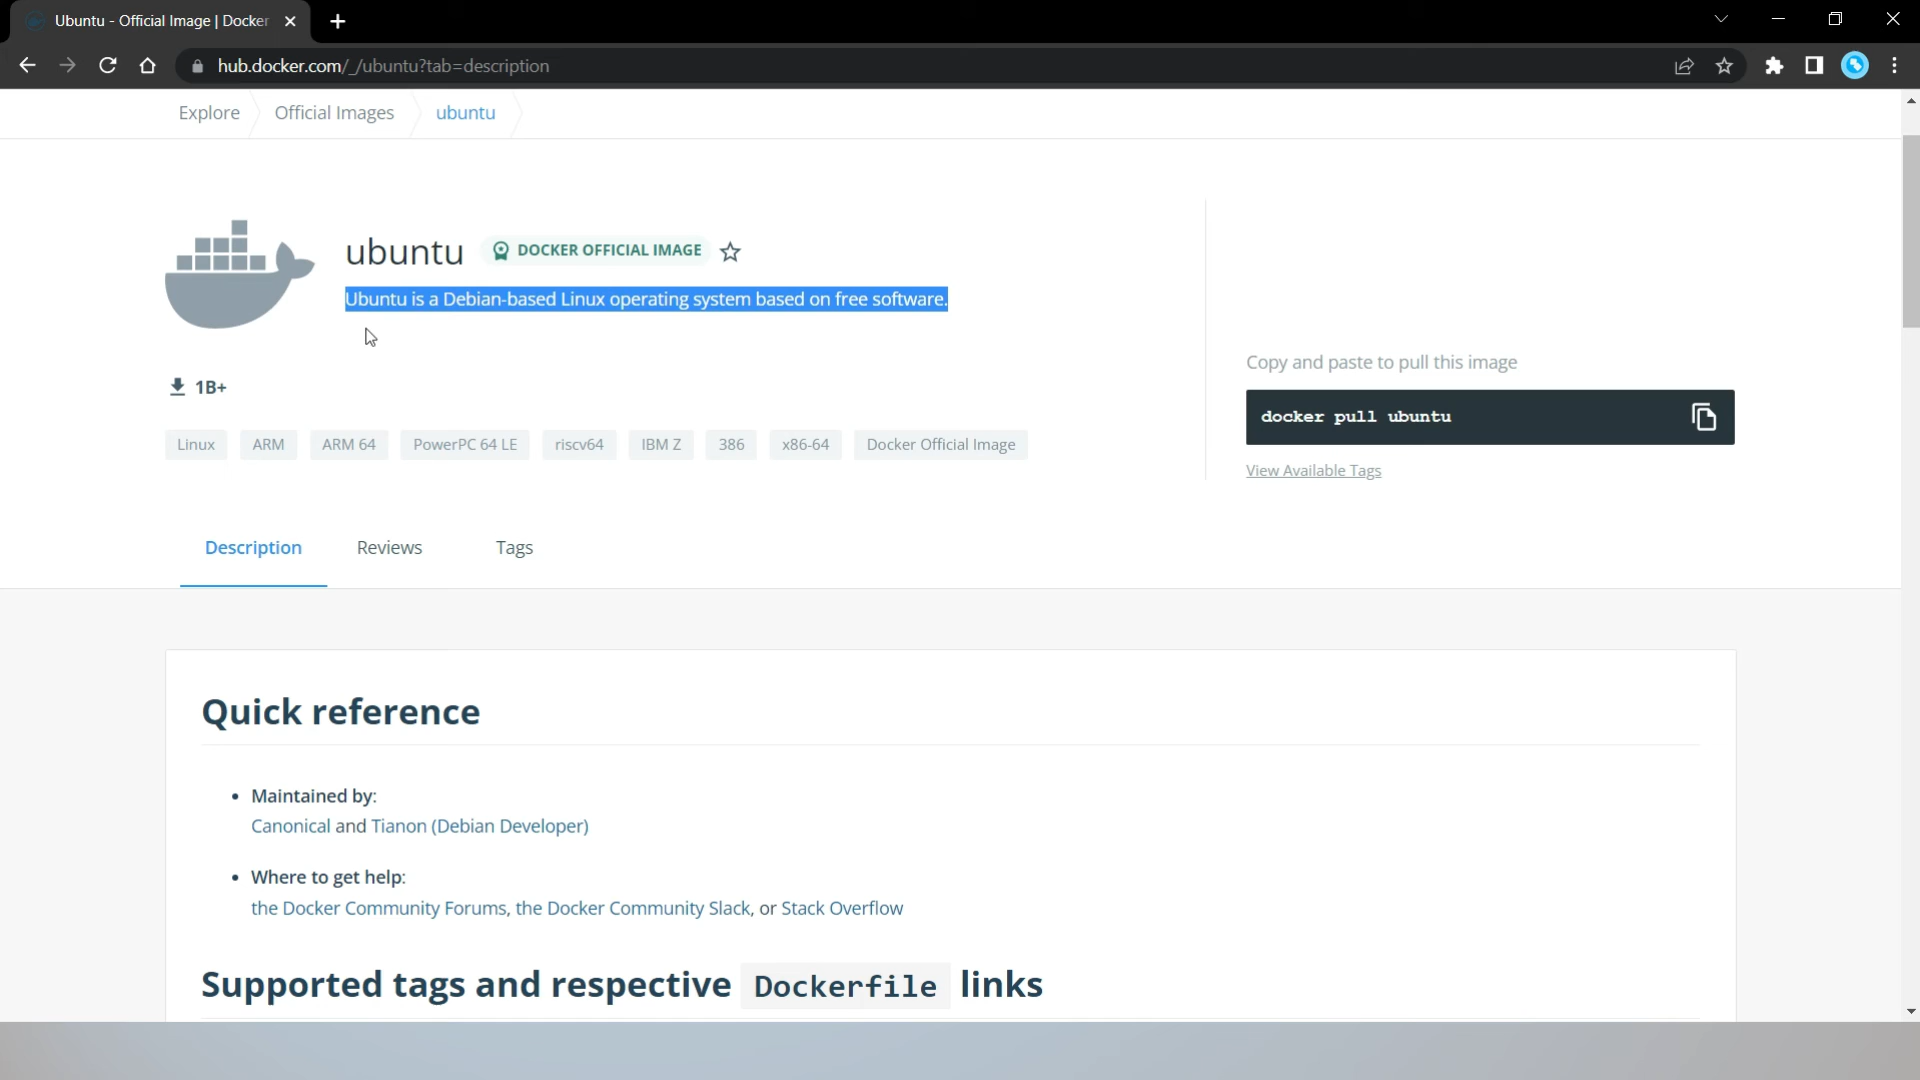 Ubuntu - Official Image | Docker
hub.docker.com/_/ubuntu?tab=description
Explore Official Images ubuntu
ubuntu DOCKER OFFICIAL IMAGE
Ubuntu is a Debian-based Linux operating system based on free software.
1B+
Linux ARM ARM 64 PowerPC 64 LE riscv64 IBM Z 386 x86-64 Docker Official Image
Copy and paste to pull this image
docker pull ubuntu
View Available Tags
Description Reviews Tags
Quick reference
• Maintained by:
Canonical and Tianon (Debian Developer)
• Where to get help:
the Docker Community Forums, the Docker Community Slack, or Stack Overflow
Supported tags and respective Dockerfile links